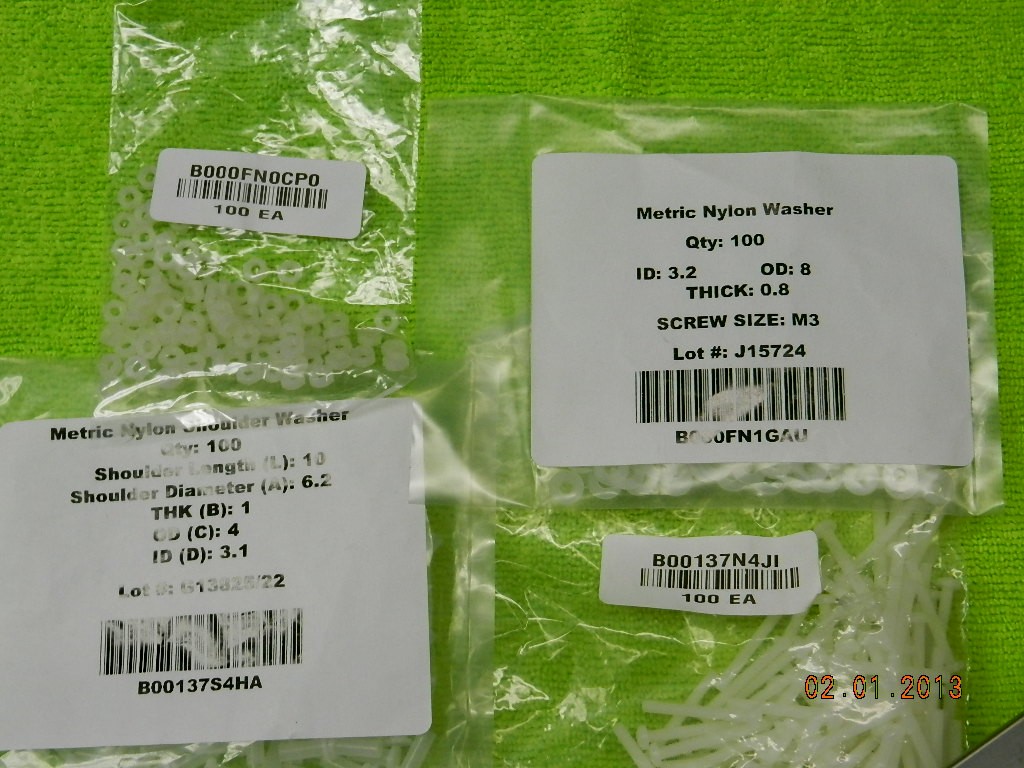 B000FN0CP0
100 EA
Metric Nylon Washer
Qty: 100
ID: 3.2 OD: 8
THICK: 0.8
SCREW SIZE: M3
Lot #: J15724
B000FN1GAU
Metric Nylon Shoulder Washer
Qty: 100
Shoulder Length (L): 10
Shoulder Diameter (A): 6.2
THK (B): 1
OD (C): 4
ID (D): 3.1
Lot #:
B00137S4HA
B00137N4JI
100 EA
02.01.2013